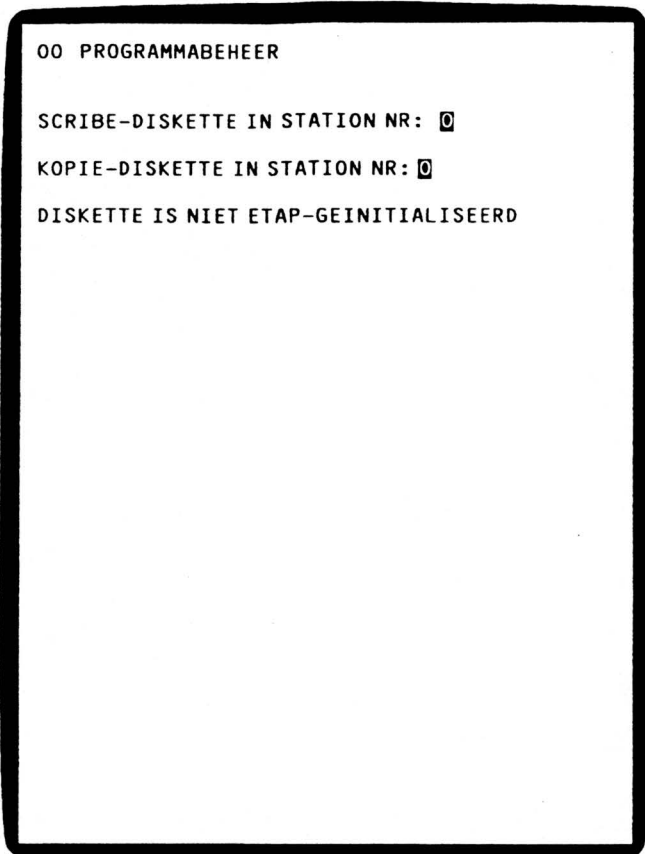 00 PROGRAMMABEHEER
SCRIBE-DISKETTE IN STATION NR: 0
KOPIE-DISKETTE IN STATION NR: 0
DISKETTE IS NIET ETAP-GEINITIALISEERD